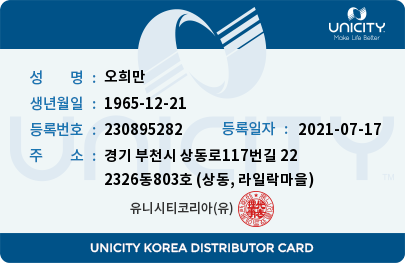 UNICITY
Make Life Better
성 명 : 오희만
생년월일 : 1965-12-21
등록번호 : 230895282 등록일자 : 2021-07-17
주 소 : 경기 부천시 상동로117번길 22
2326동803호 (상동, 라일락마을)
유니시티코리아(유)
UNICITY
TM
UNICITY KOREA DISTRIBUTOR CARD